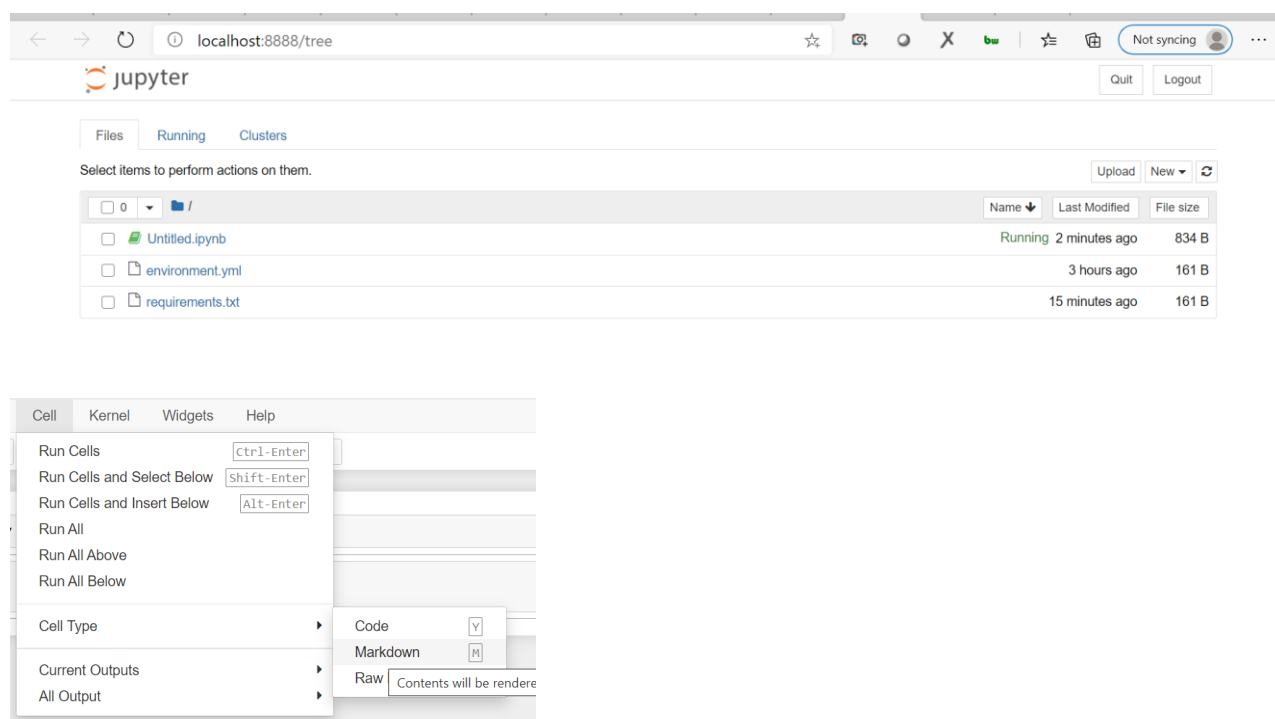 localhost:8888/tree
bw
Not syncing
jupyter
Quit Logout
Files Running Clusters
Select items to perform actions on them.
Upload New
0 /
Name Last Modified File size
Untitled.ipynb Running 2 minutes ago 834 B
environment.yml 3 hours ago 161 B
requirements.txt 15 minutes ago 161 B
Cell Kernel Widgets Help
Run Cells Ctrl-Enter
Run Cells and Select Below Shift-Enter
Run Cells and Insert Below Alt-Enter
Run All
Run All Above
Run All Below
Cell Type Code Y
Markdown M
Current Outputs Raw Contents will be rendere
All Output